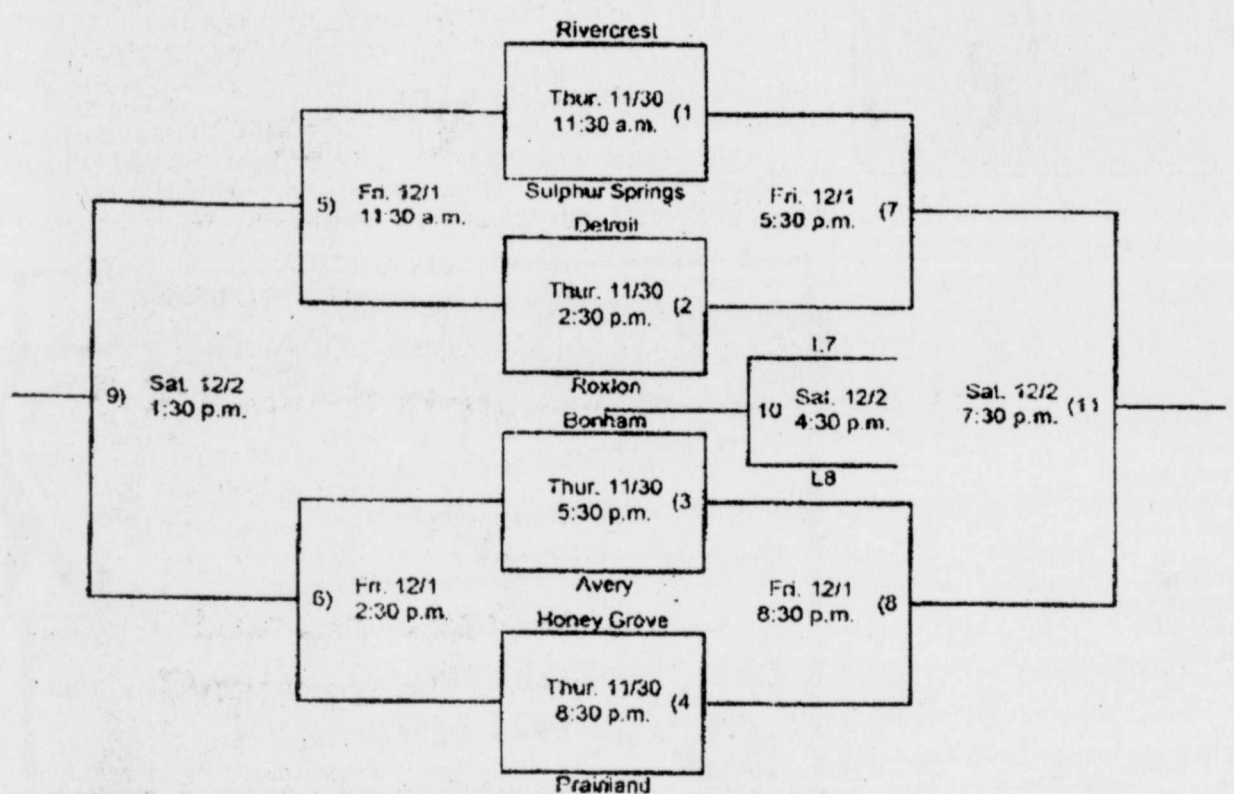 Rivercrest
Thur. 11/30
11:30 a.m.
(1
Sulphur Springs
Fri. 12/1
11:30 a.m.
5)
Fri. 12/1
5:30 p.m.
(7
Detroit
Thur. 11/30
2:30 p.m.
(2
Roxton
L7
Sat. 12/2
1:30 p.m.
9)
10
Sat. 12/2
4:30 p.m.
Sat. 12/2
7:30 p.m.
(11
L8
Bonham
Thur. 11/30
5:30 p.m.
(3
Avery
Fri. 12/1
2:30 p.m.
6)
Fri. 12/1
8:30 p.m.
(8
Honey Grove
Thur. 11/30
8:30 p.m.
(4
Prairiland